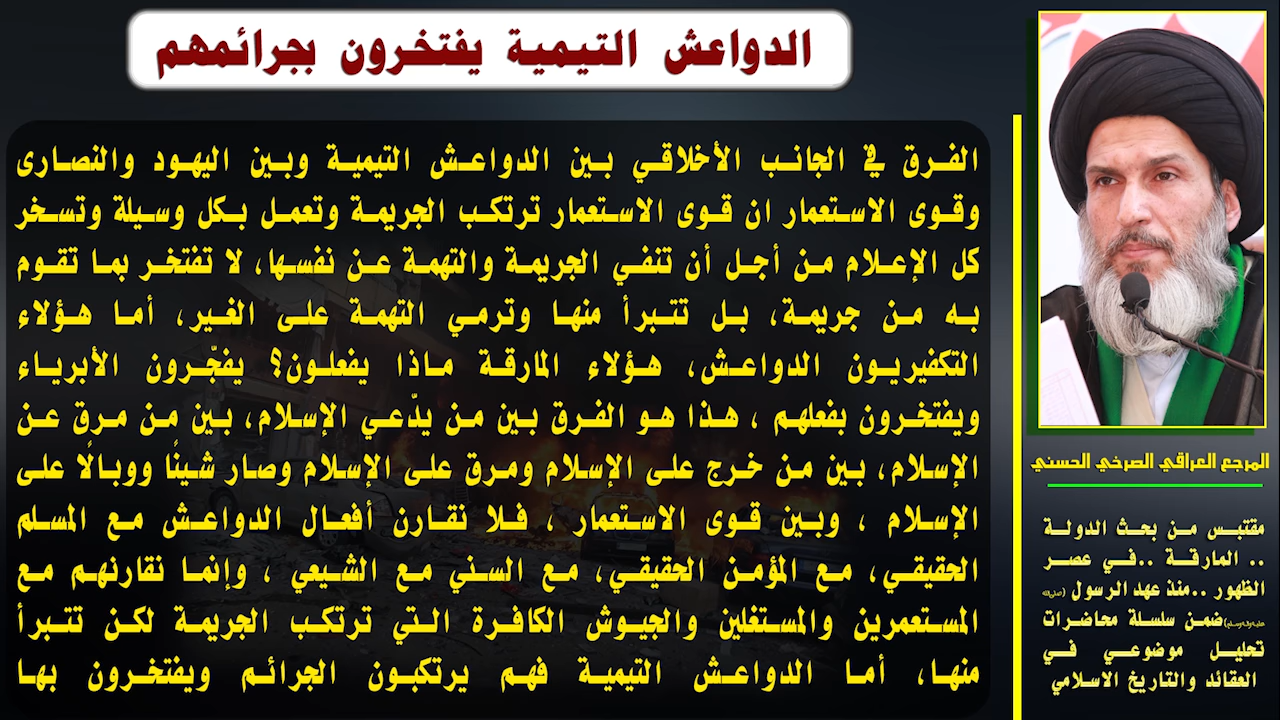 الدواعش التيمية يفتخرون بجرائمهم
الفرق في الجانب الأخلاقي بين الدواعش التيمية وبين اليهود والنصارى
وقوى الاستعمار ان قوى الاستعمار ترتكب الجريمة وتعمل بكل وسيلة وتسخر
كل الإعلام من أجل أن تنفي الجريمة والتهمة عن نفسها، لا تفتخر بما تقوم
به من جريمة، بل تتبرأ منها وترمي التهمة على الغير، أما هؤلاء
التكفيريون الدواعش، هؤلاء المارقة ماذا يفعلون؟ يفجّرون الأبرياء
ويفتخرون بفعلهم ، هذا هو الفرق بين من يدّعي الإسلام، بين من مرق عن
الإسلام، بين من خرج على الإسلام ومرق على الإسلام وصار شينًا ووبالًا على
الإسلام ، وبين قوى الاستعمار ، فلا نقارن أفعال الدواعش مع المسلم
الحقيقي، مع المؤمن الحقيقي، مع السني مع الشيعي ، وإنما نقارنهم مع
المستعمرين والمستغلين والجيوش الكافرة التي ترتكب الجريمة لكن تتبرأ
منها، أما الدواعش التيمية فهم يرتكبون الجرائم ويفتخرون بها
المرجع العراقي الصرخي الحسني
مقتبس من بحث الدولة
.. المارقة ..في عصر
الظهور ..منذ عهد الرسول (صلى الله
عليه وآله وسلم)ضمن سلسلة محاضرات
تحليل موضوعي في
العقائد والتاريخ الاسلامي